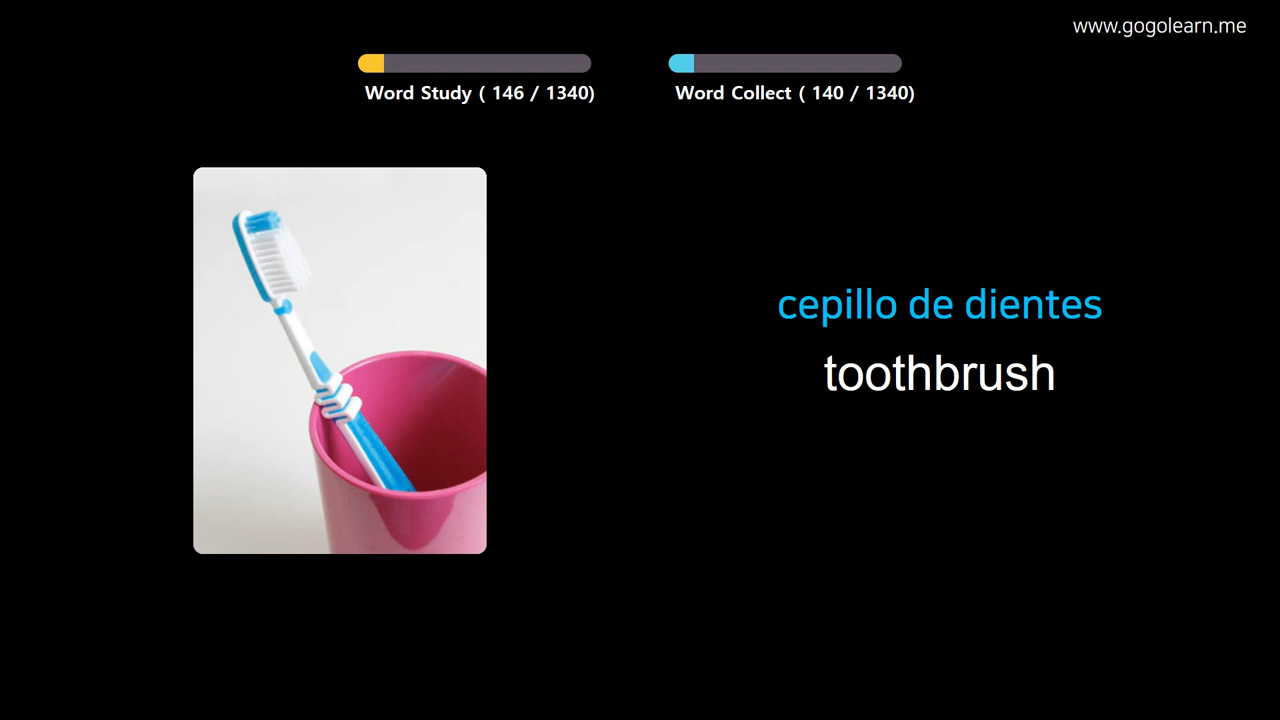 www.gogolearn.me
Word Study ( 146 / 1340)
Word Collect ( 140 / 1340)
cepillo de dientes
toothbrush